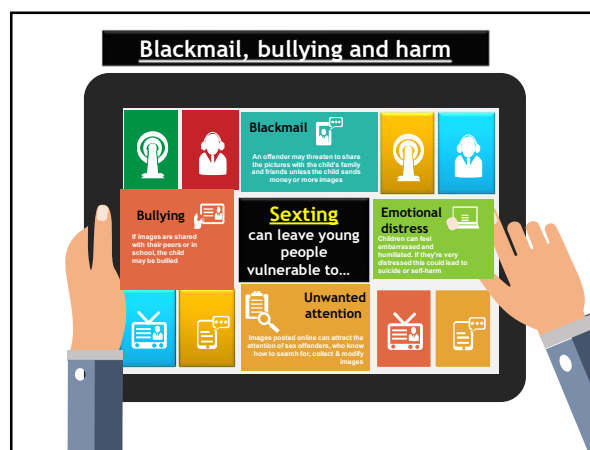 Blackmail, bullying and harm
Blackmail
An offender may threaten to share
the pictures with the child's family
and friends unless the child sends
money or more images
Bullying
If images are shared
with their peers or in
school, the child
may be bullied
Sexting
can leave young
people
vulnerable to...
Emotional
distress
Children can feel
embarrassed and
humiliated. If they're very
distressed this could lead to
suicide or self-harm
Unwanted
attention
Images posted online can attract the
attention of sex offenders, who know
how to search for, collect & modify
images